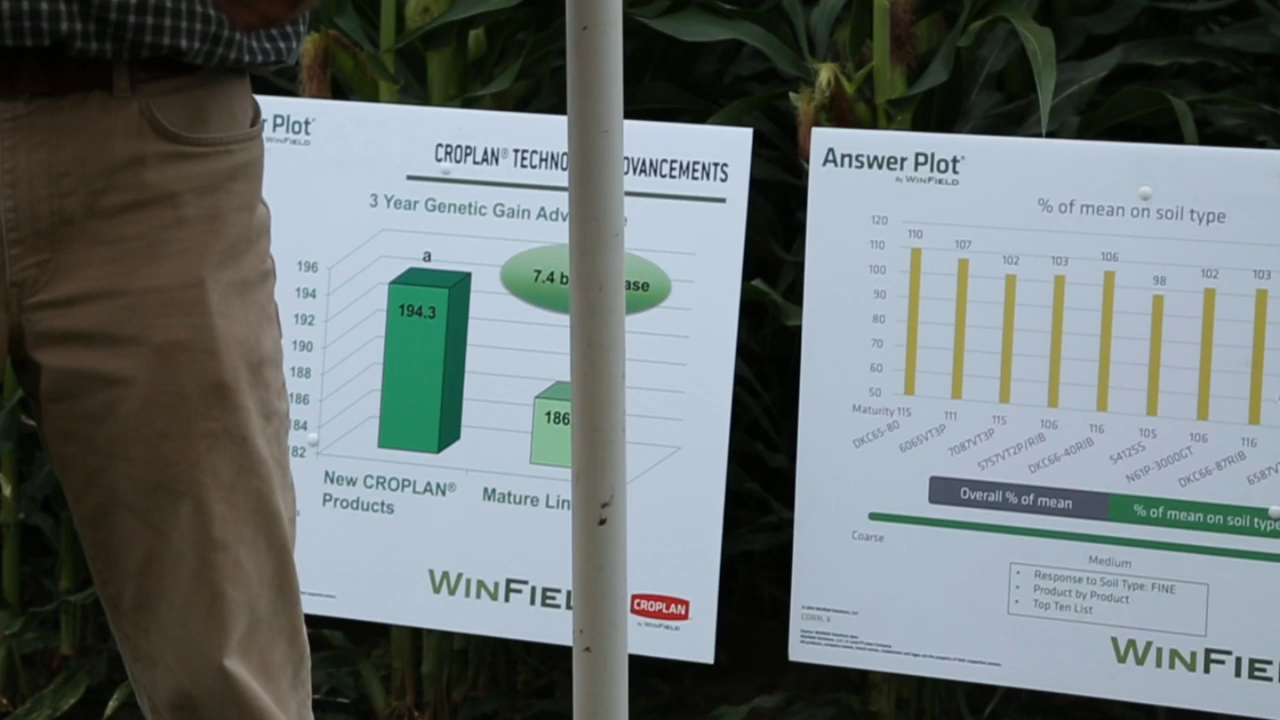 r Plot
WINFIELD
CROPLAN® TECHNO DVANCEMENTS
3 Year Genetic Gain Adv
196
194
192
190
188
186
184
182
a
194.3
186
7.4 b ase
New CROPLAN®
Products
Mature Lin
WINFIEL
CROPLAN
by WINFIELD
Answer Plot
By WINFIELD
% of mean on soil type
120
110
100
90
80
70
60
50
110 107 102 103 106 98 102 103
Maturity 115 111 115 106 116 105 106 116
DKC65-80 6065VT3P 7087VT3P 5757VT2P/RIB DKC66-40RIB 5412SS N61P-3000GT DKC66-87RIB 6587V
Overall % of mean % of mean on soil type
Coarse
Medium
• Response to Soil Type: FINE
• Product by Product
• Top Ten List
WINFIE